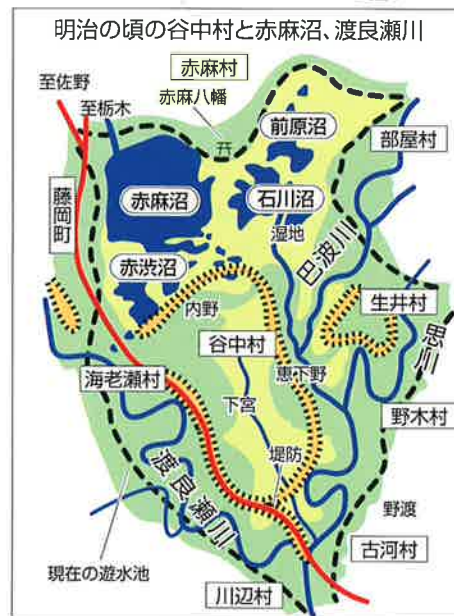 明治の頃の谷中村と赤麻沼、渡良瀬川
至佐野
至栃木
赤麻村
赤麻八幡
前原沼
部屋村
藤岡町
赤麻沼
石川沼
湿地
巴波川
赤渋沼
内野
生井村
思川
谷中村
恵下野
海老瀬村
下宮
野木村
堤防
渡良瀬川
野渡
古河村
現在の遊水池
川辺村